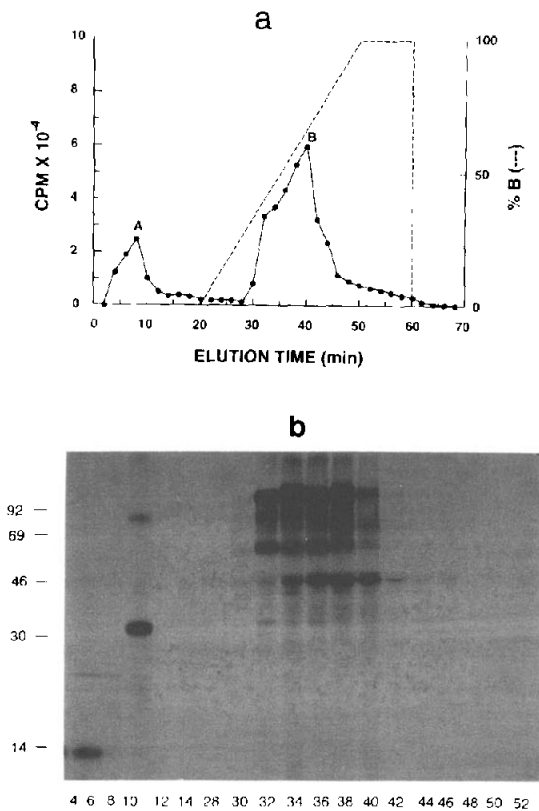 a
10
8
6
4
2
0
CPM X 10⁻⁴
A
B
100
50
0
% B (---)
0 10 20 30 40 50 60 70
ELUTION TIME (min)
b
92 —
69 —
46 —
30 —
14 —
4 6 8 10 12 14 28 30 32 34 36 38 40 42 44 46 48 50 52